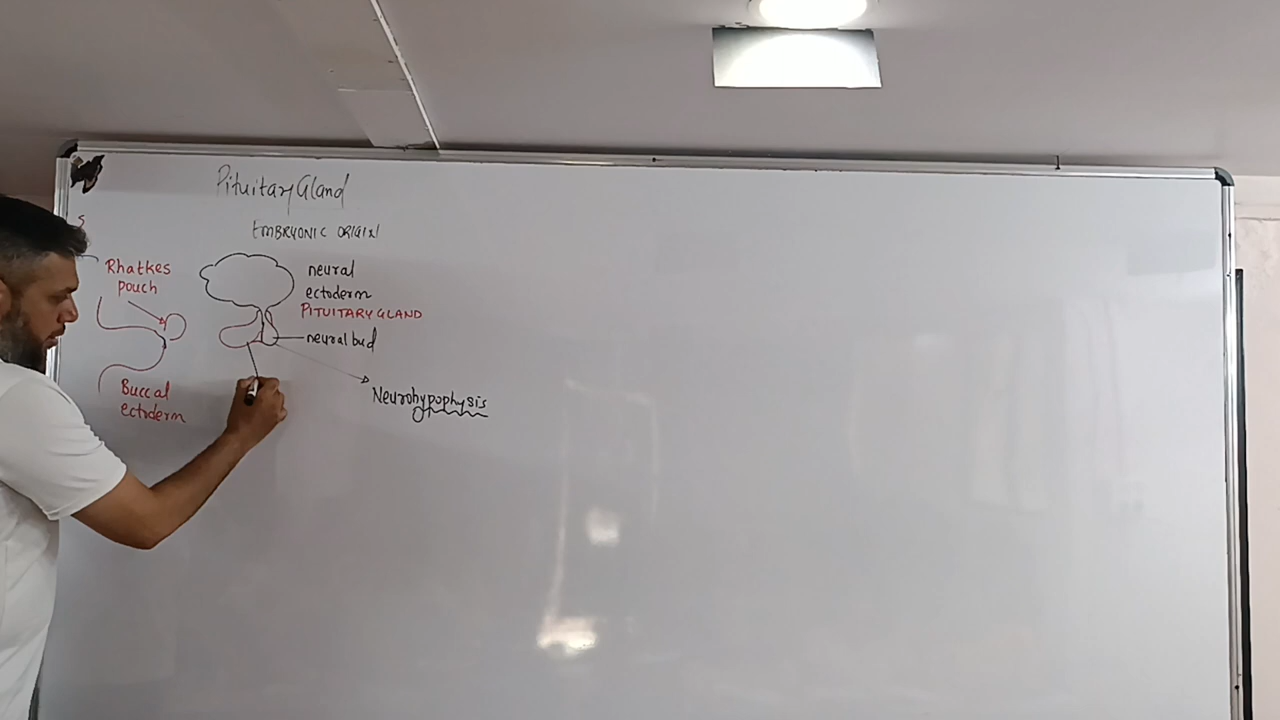 Pituitary Gland
EMBRYONIC ORIGIN
S
Rhatkes
pouch
neural
ectoderm
PITUITARY GLAND
neural bud
Buccal
ectoderm
Neurohypophysis